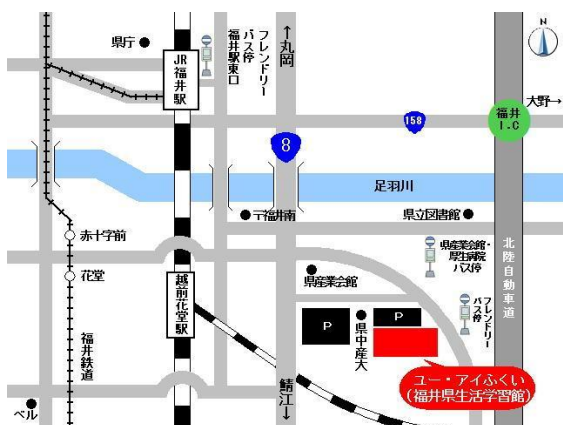 N
県庁
JR
福井
駅
フレンドリー
バス停
福井駅東口
↑丸岡
大野→
158
福井
I.C
8
足羽川
〒福井南
県立図書館
赤十字前
花堂
越前花堂駅
県産業会館
県産業会館・
厚生病院
バス停
北陸自動車道
フレンドリー
バス停
P
県中産大
P
福井鉄道
鯖江↓
ベル
ユー・アイふくい
(福井県生活学習館)